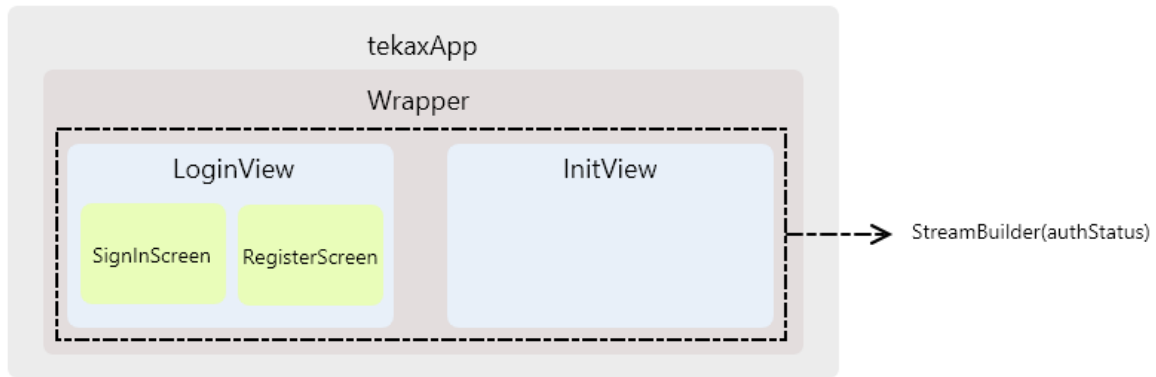 tekaxApp
Wrapper
LoginView
InitView
SignInScreen
RegisterScreen
StreamBuilder(authStatus)